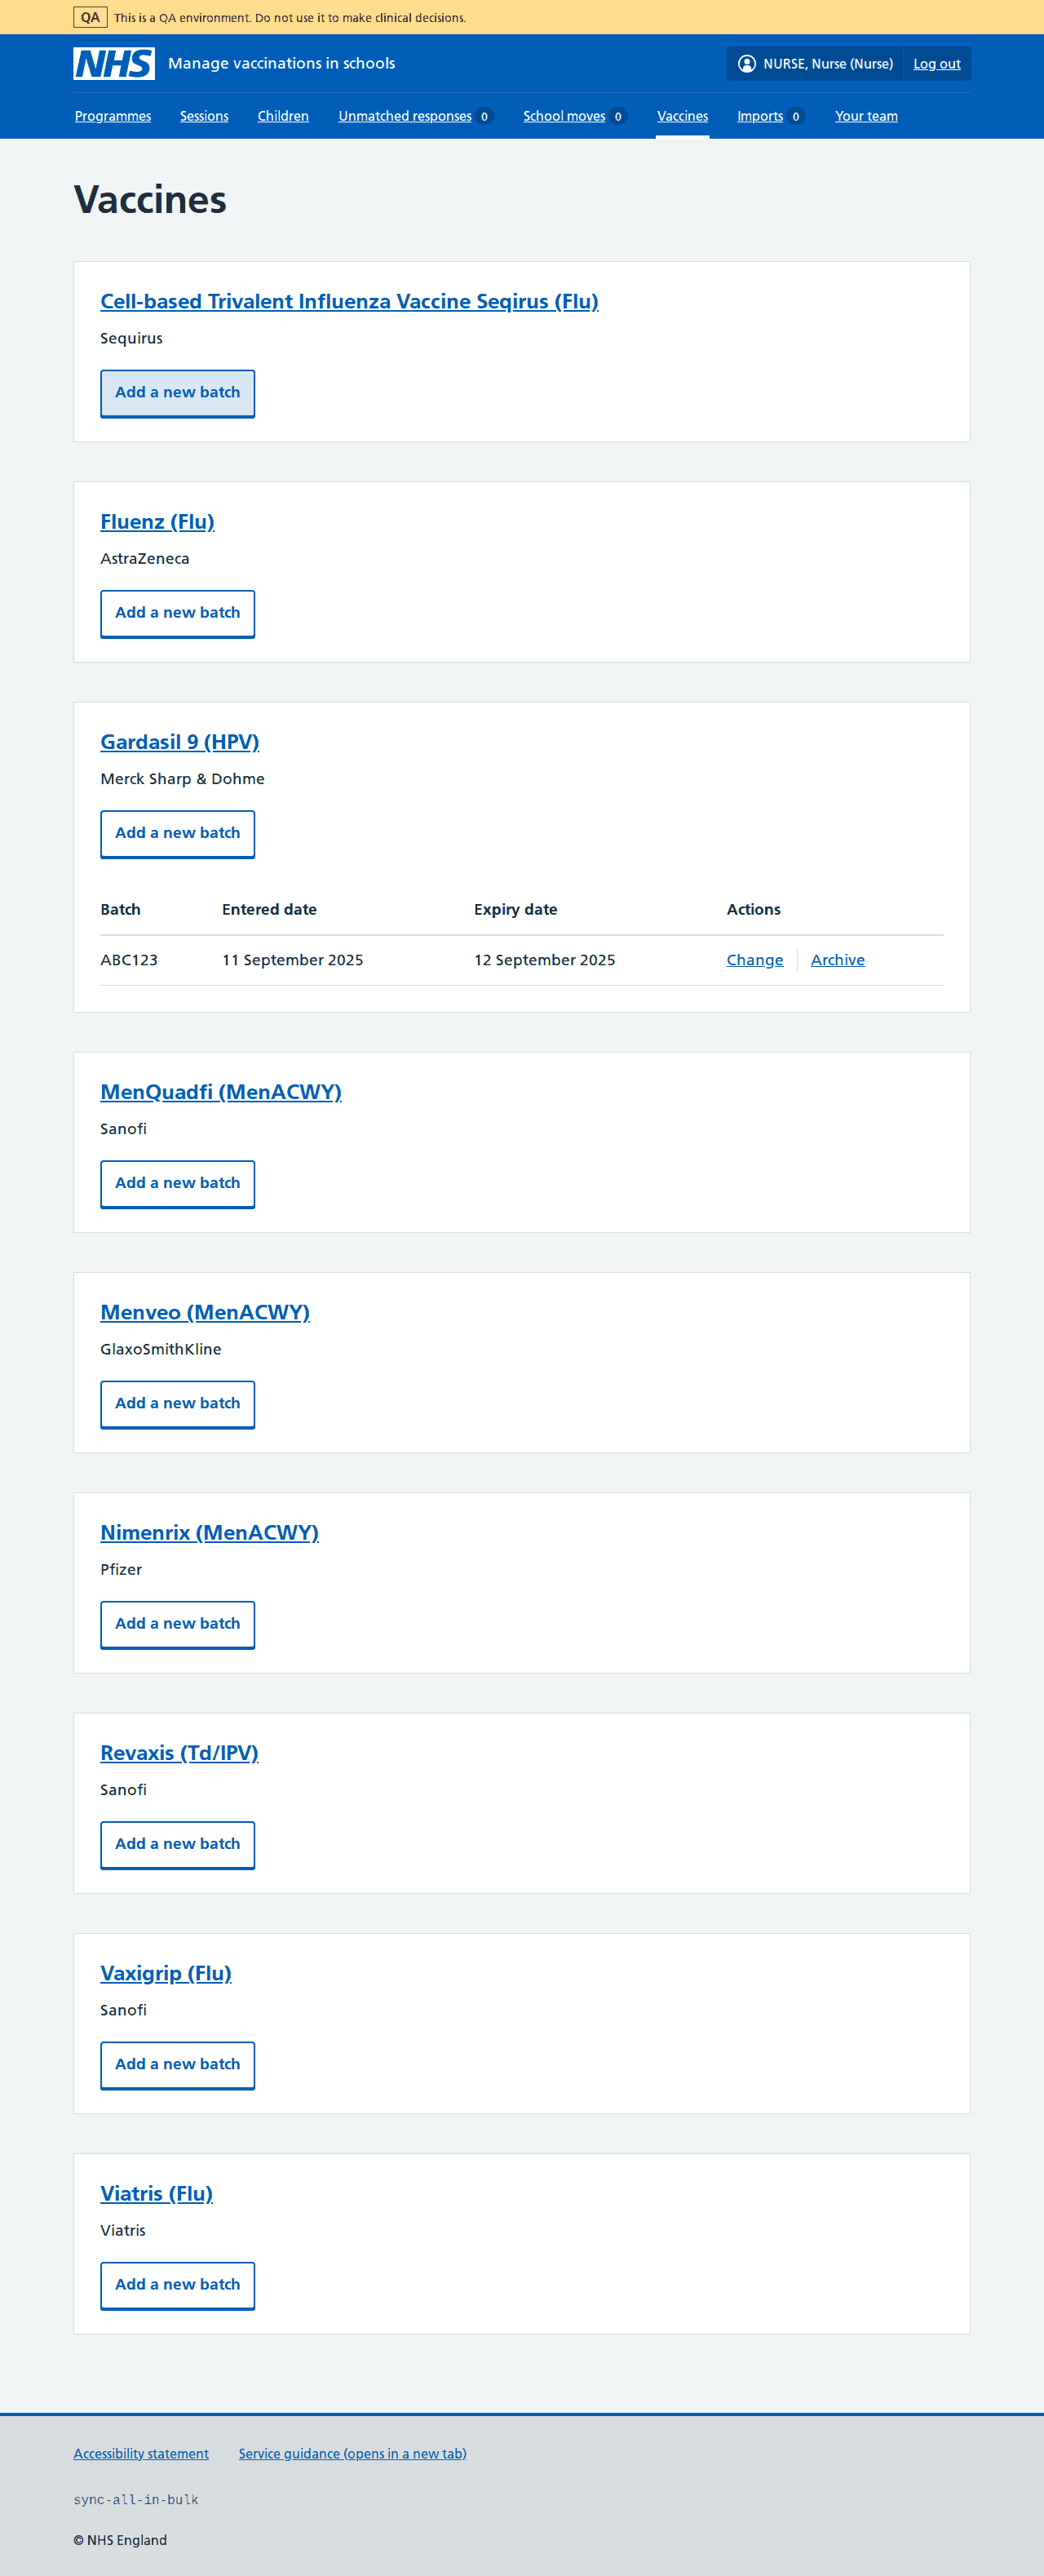 QA This is a QA environment. Do not use it to make clinical decisions.
NHS Manage vaccinations in schools NURSE, Nurse (Nurse) Log out
Programmes Sessions Children Unmatched responses 0 School moves 0 Vaccines Imports 0 Your team
Vaccines
Cell-based Trivalent Influenza Vaccine Seqirus (Flu)
Sequirus
Add a new batch
Fluenz (Flu)
AstraZeneca
Add a new batch
Gardasil 9 (HPV)
Merck Sharp & Dohme
Add a new batch
Batch Entered date Expiry date Actions
ABC123 11 September 2025 12 September 2025 Change Archive
MenQuadfi (MenACWY)
Sanofi
Add a new batch
Menveo (MenACWY)
GlaxoSmithKline
Add a new batch
Nimenrix (MenACWY)
Pfizer
Add a new batch
Revaxis (Td/IPV)
Sanofi
Add a new batch
Vaxigrip (Flu)
Sanofi
Add a new batch
Viatris (Flu)
Viatris
Add a new batch
Accessibility statement Service guidance (opens in a new tab)
sync-all-in-bulk
© NHS England